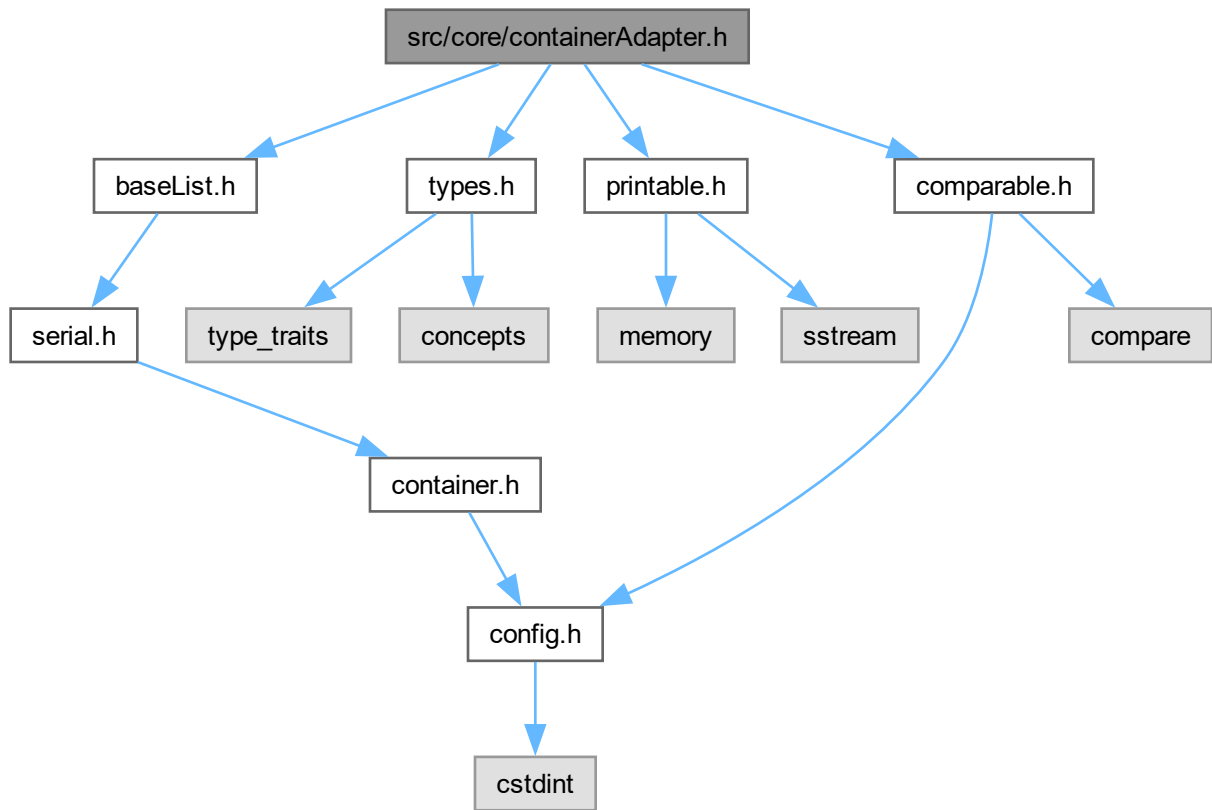 src/core/containerAdapter.h
baseList.h
types.h
printable.h
comparable.h
serial.h
type_traits
concepts
memory
sstream
compare
container.h
config.h
cstdint